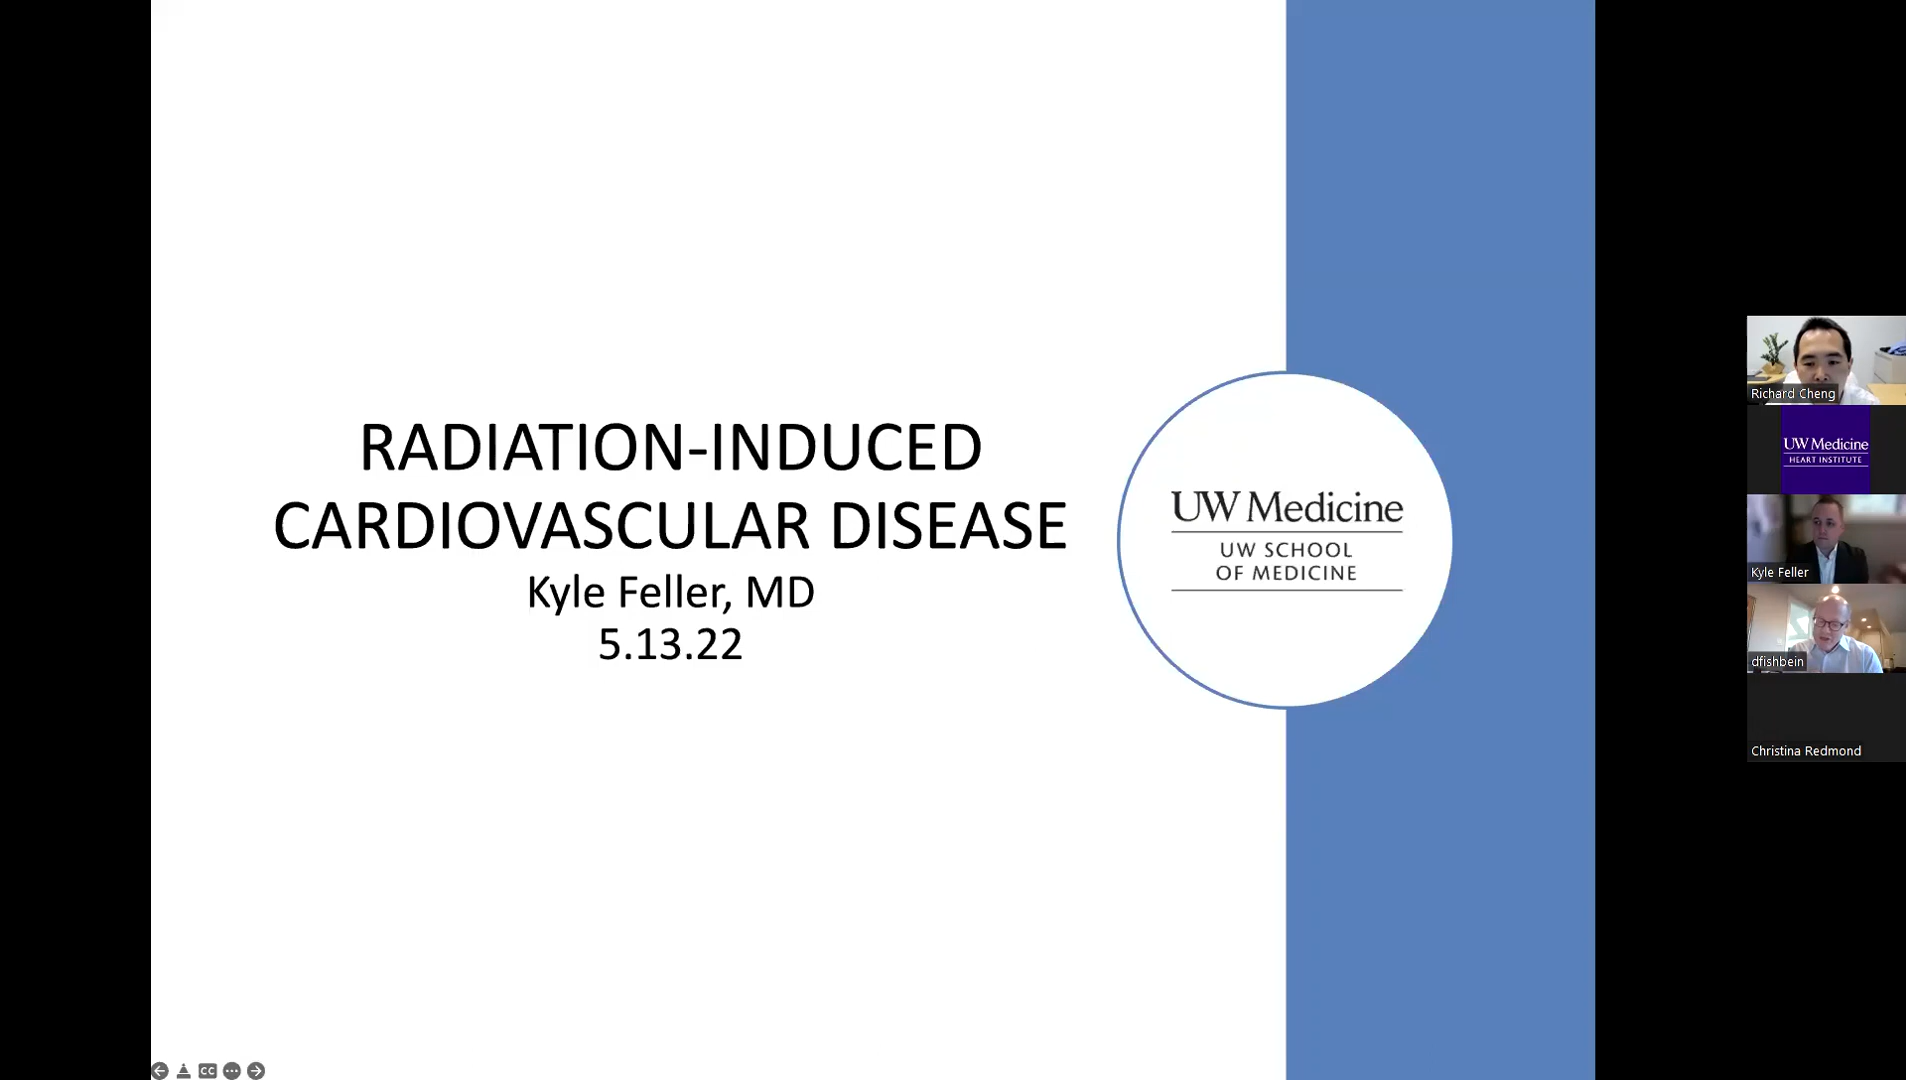 RADIATION-INDUCED
CARDIOVASCULAR DISEASE
Kyle Feller, MD
5.13.22
UW Medicine
UW SCHOOL
OF MEDICINE
Richard Cheng
UW Medicine
HEART INSTITUTE
Kyle Feller
dfishbein
Christina Redmond
CC